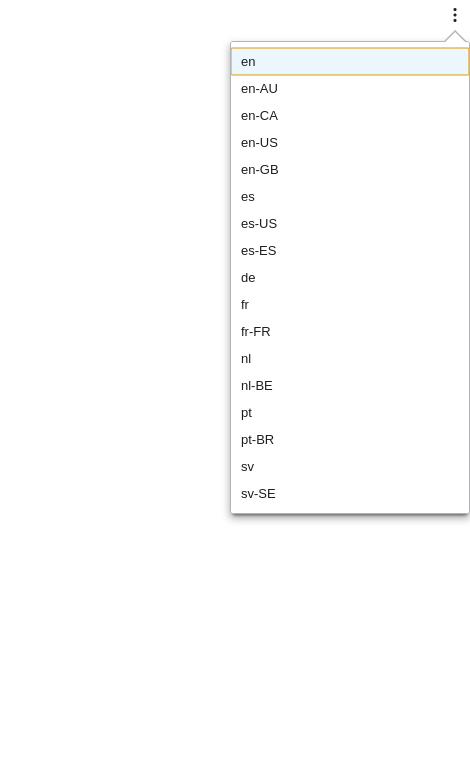 en
en-AU
en-CA
en-US
en-GB
es
es-US
es-ES
de
fr
fr-FR
nl
nl-BE
pt
pt-BR
sv
sv-SE